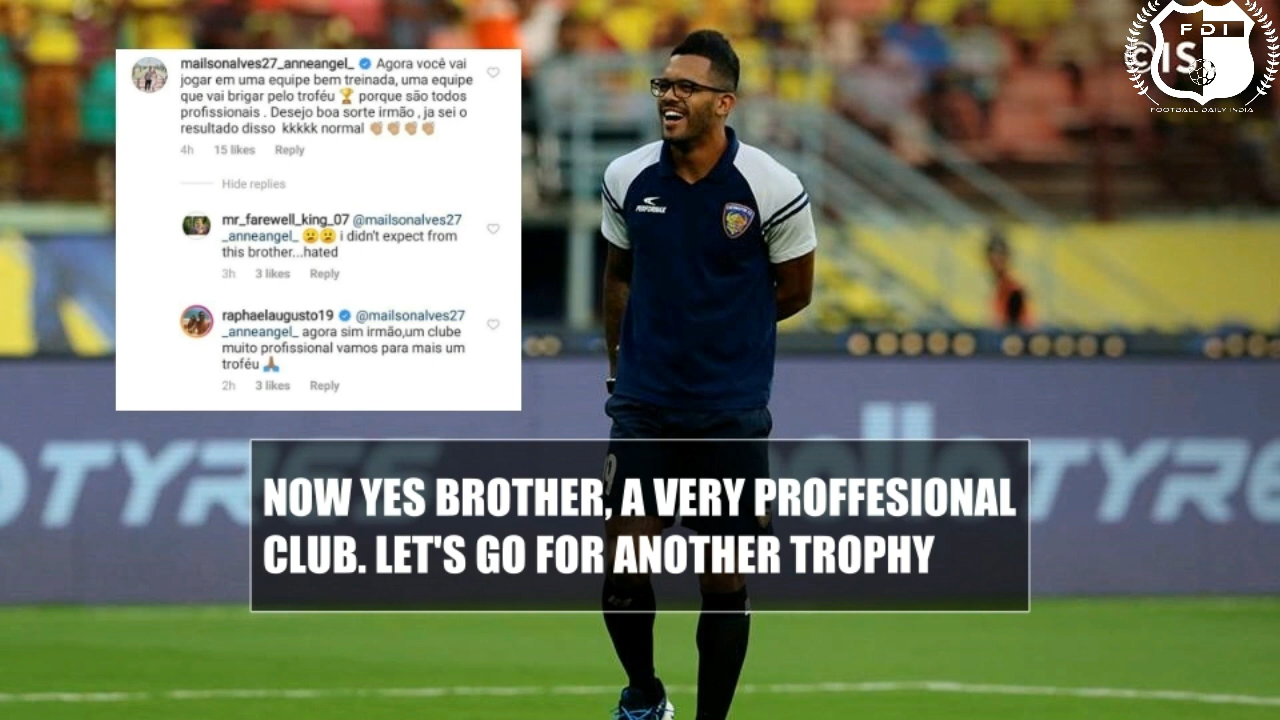 mailsonalves27_anneangel_ Agora você vai
jogar em uma equipe bem treinada, uma equipe
que vai brigar pelo troféu 🏆 porque são todos
profissionais . Desejo boa sorte irmão , ja sei o
resultado disso kkkkk normal 👏🏽👏🏽👏🏽👏🏽
4h 15 likes Reply
Hide replies
mr_farewell_king_07 @mailsonalves27
_anneangel_ 😧😧 i didn't expect from
this brother...hated
3h 3 likes Reply
raphaelaugusto19 @mailsonalves27
_anneangel_ agora sim irmão,um clube
muito profissional vamos para mais um
troféu 🙏🏾
2h 3 likes Reply
FDI
©IS
FOOTBALL DAILY INDIA
PERFORMAX
TYRE
TYRE
NOW YES BROTHER, A VERY PROFFESIONAL
CLUB. LET'S GO FOR ANOTHER TROPHY